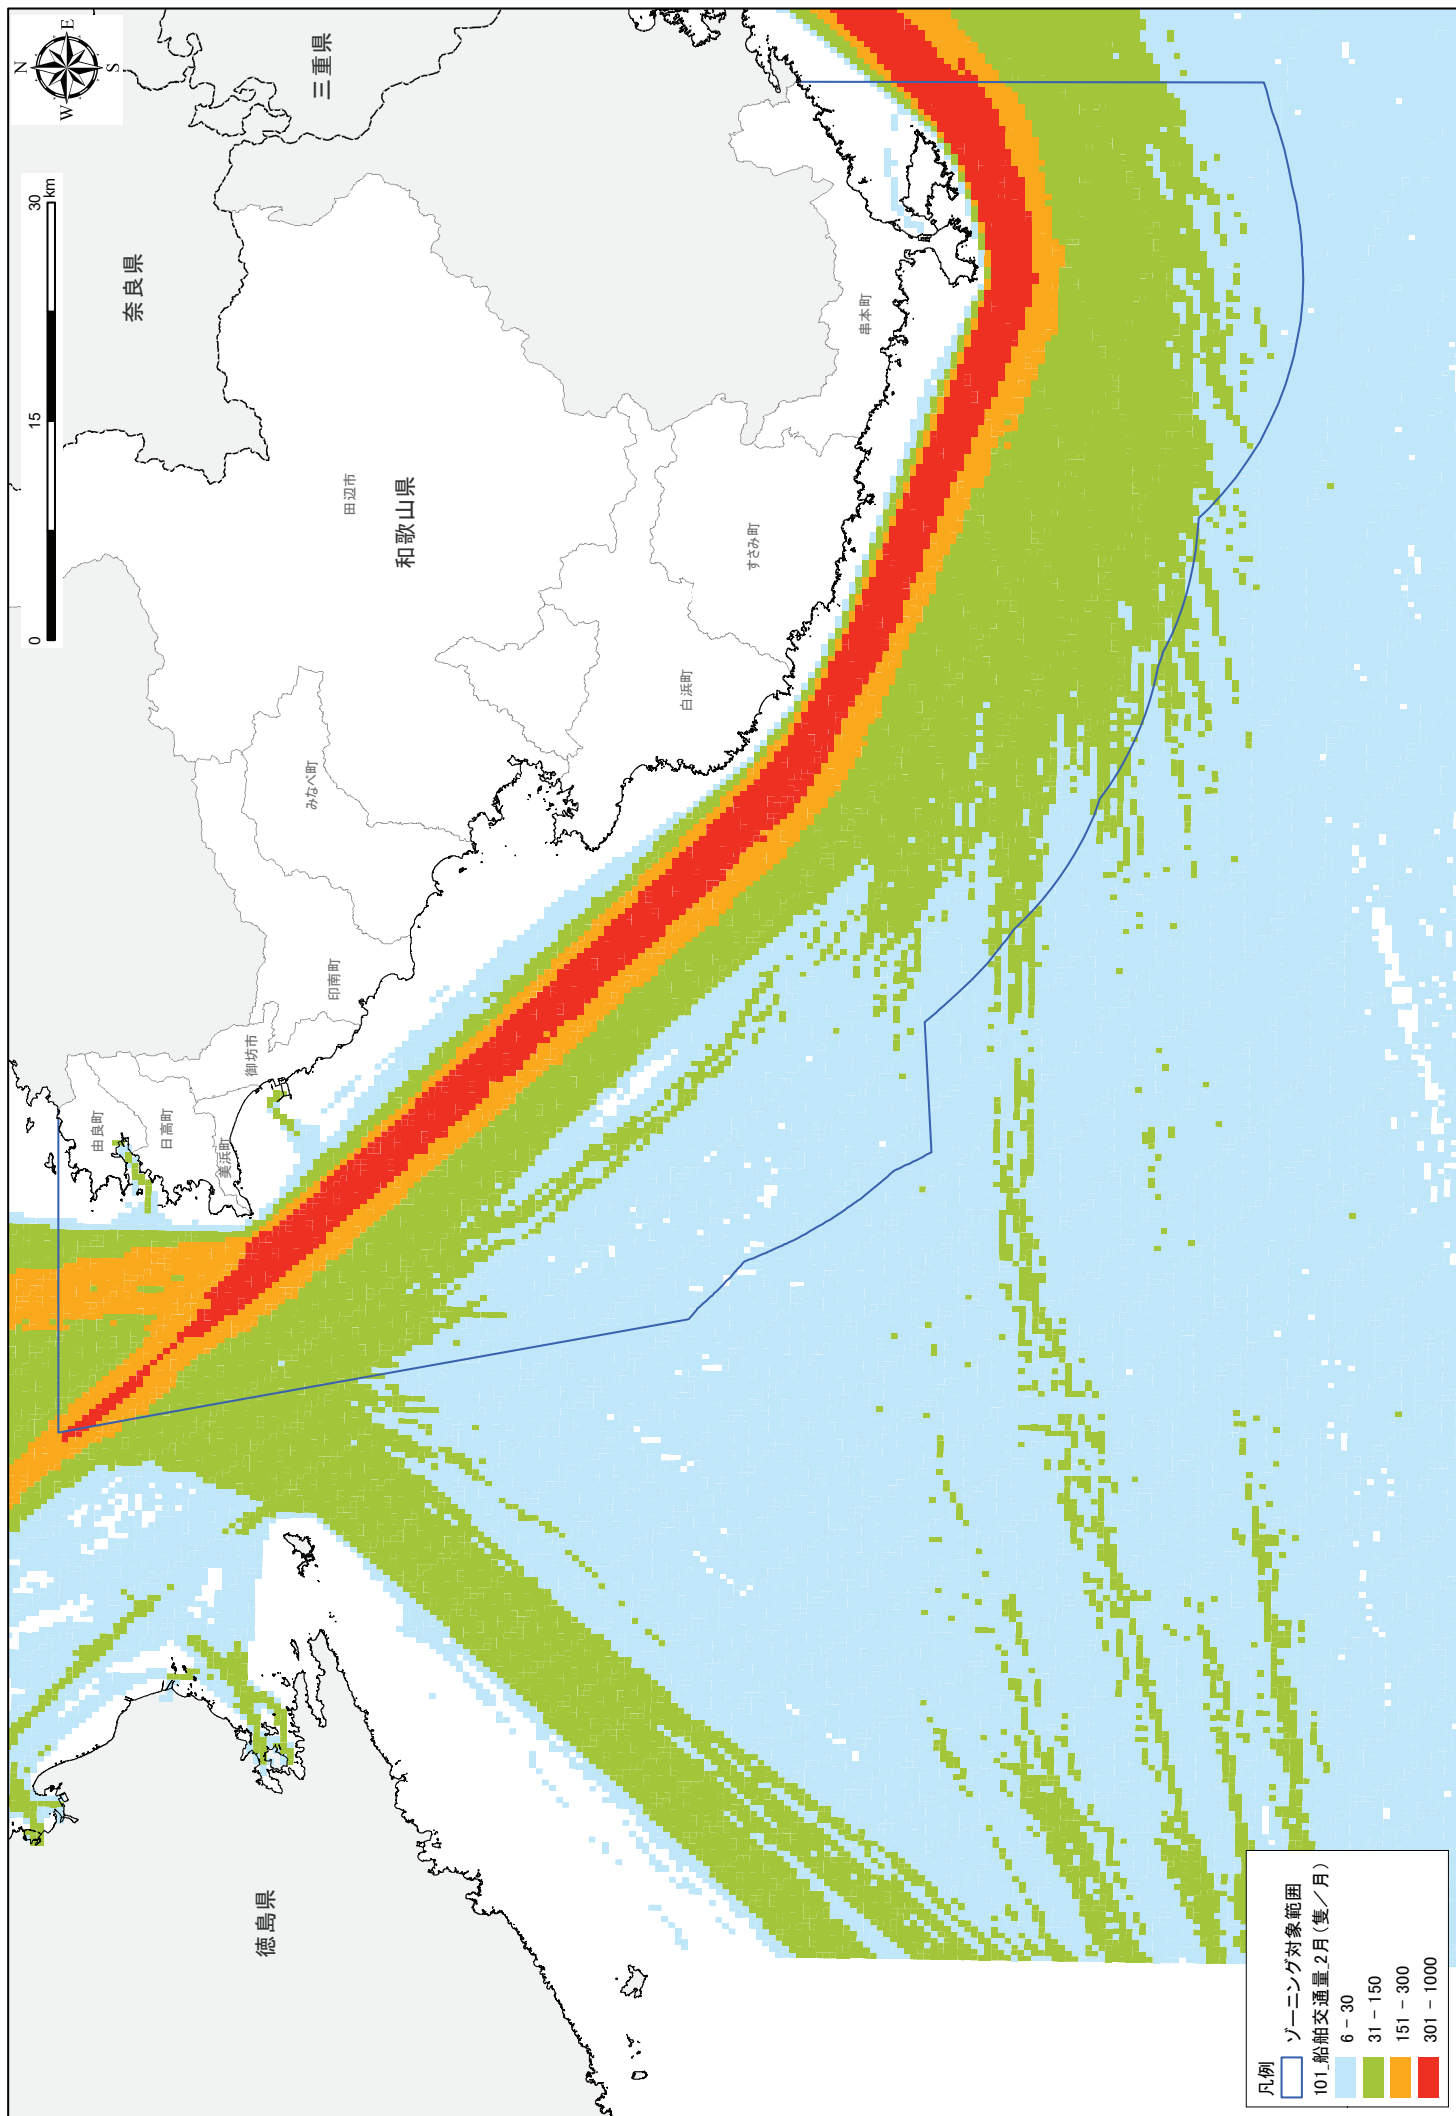 N
W
E
S
0
15
30
km
三重県
奈良県
和歌山県
徳島県
田辺市
みなべ町
印南町
御坊市
由良町
日高町
美浜町
白浜町
すさみ町
串本町
凡例
ゾーニング対象範囲
101_船舶交通量_2月(隻／月)
6 - 30
31 - 150
151 - 300
301 - 1000